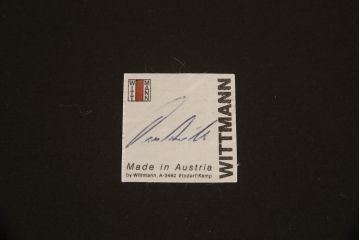 WITT MANN
WITTMANN
Made in Austria
by Wittmann, A-3492 Etsdorf/Kamp